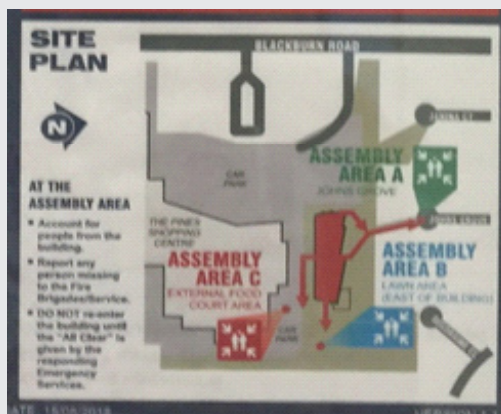 SITE
PLAN
BLACKBURN ROAD
N
ASSEMBLY
AREA A
JOHNS GROVE
CAR
PARK
AT THE
ASSEMBLY AREA
• Account for
people from the
building.
• Report any
person missing
to the Fire
Brigades/Service.
• DO NOT re-enter
the building until
the "All Clear" is
given by the
responding
Emergency
Services.
THE PINES
SHOPPING
CENTRE
ASSEMBLY
AREA C
EXTERNAL FOOD
COURT AREA
CAR
PARK
ASSEMBLY
AREA B
LAWN AREA
(EAST OF BUILDING)